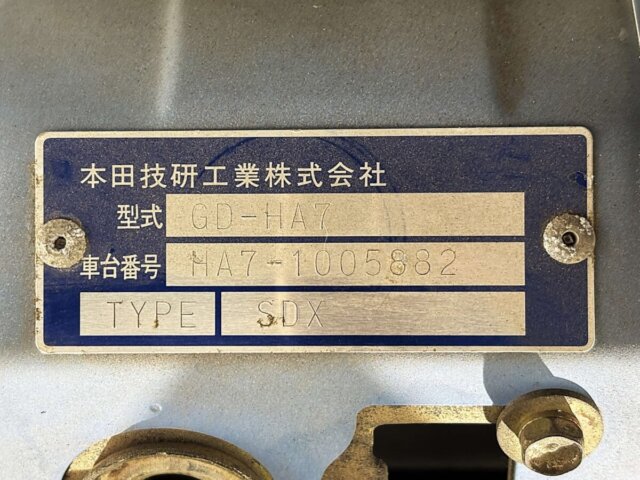 本田技研工業株式会社
型式 GD-HA7
車台番号 HA7-1005882
TYPE SDX